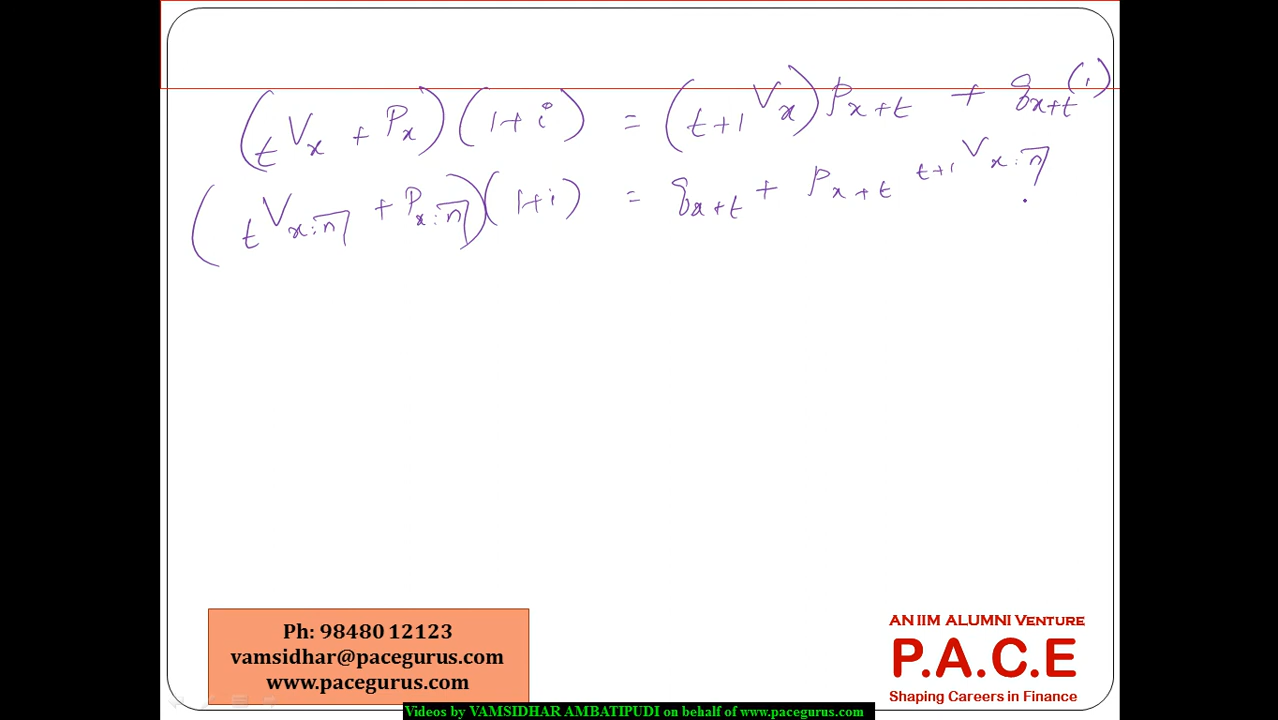 (tVx + Px)(1+i) = (t+1Vx) px+t + qx+t(1)
(tVx:n̅| + Px:n̅|)(1+i) = qx+t + px+t t+1Vx:n̅|
Ph: 98480 12123
vamsidhar@pacegurus.com
www.pacegurus.com
AN IIM ALUMNI VENTURE
P.A.C.E
Shaping Careers in Finance
Videos by VAMSIDHAR AMBATIPUDI on behalf of www.pacegurus.com